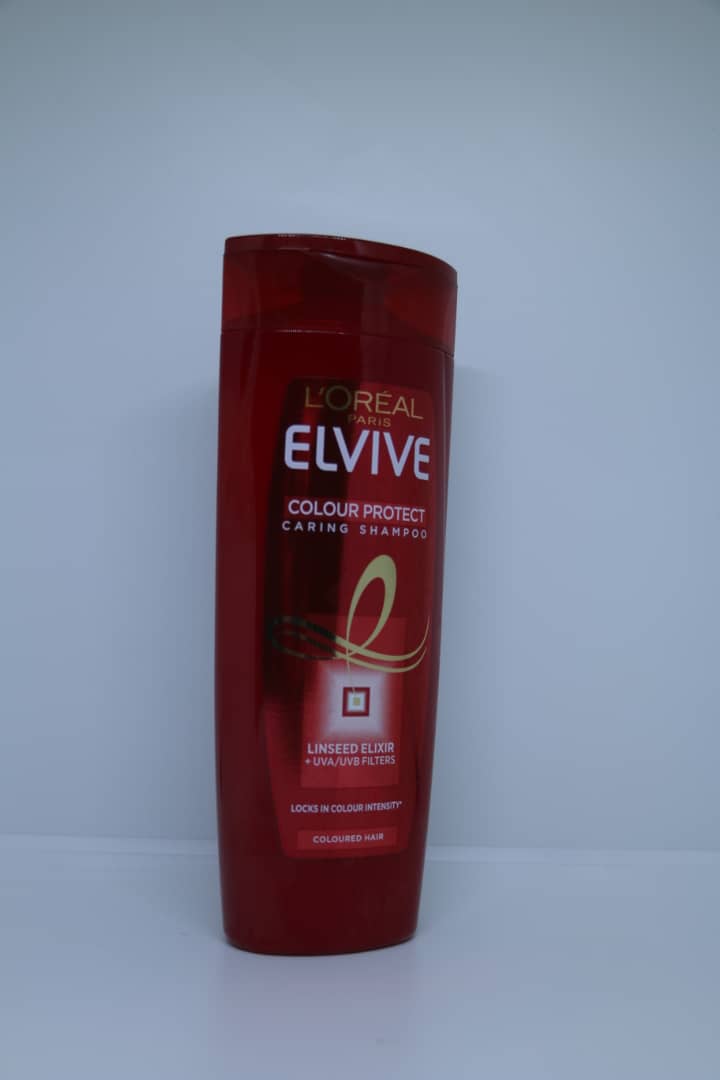 L'ORÉAL
PARIS
ELVIVE
COLOUR PROTECT
CARING SHAMPOO
LINSEED ELIXIR
+ UVA/UVB FILTERS
LOCKS IN COLOUR INTENSITY*
COLOURED HAIR